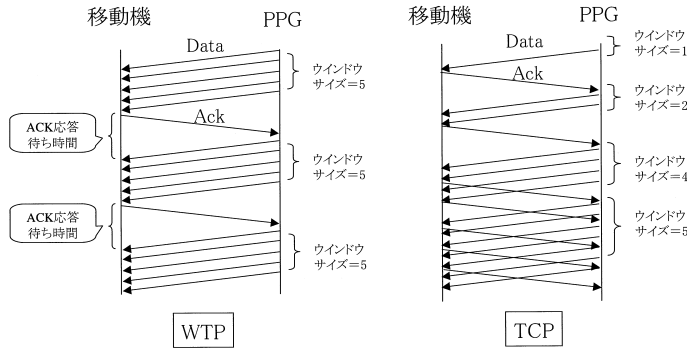 移動機
PPG
Data
ウインドウ
サイズ=5
Ack
ACK応答
待ち時間
ウインドウ
サイズ=5
ACK応答
待ち時間
ウインドウ
サイズ=5
WTP
移動機
PPG
Data
ウインドウ
サイズ=1
Ack
ウインドウ
サイズ=2
ウインドウ
サイズ=4
ウインドウ
サイズ=5
TCP